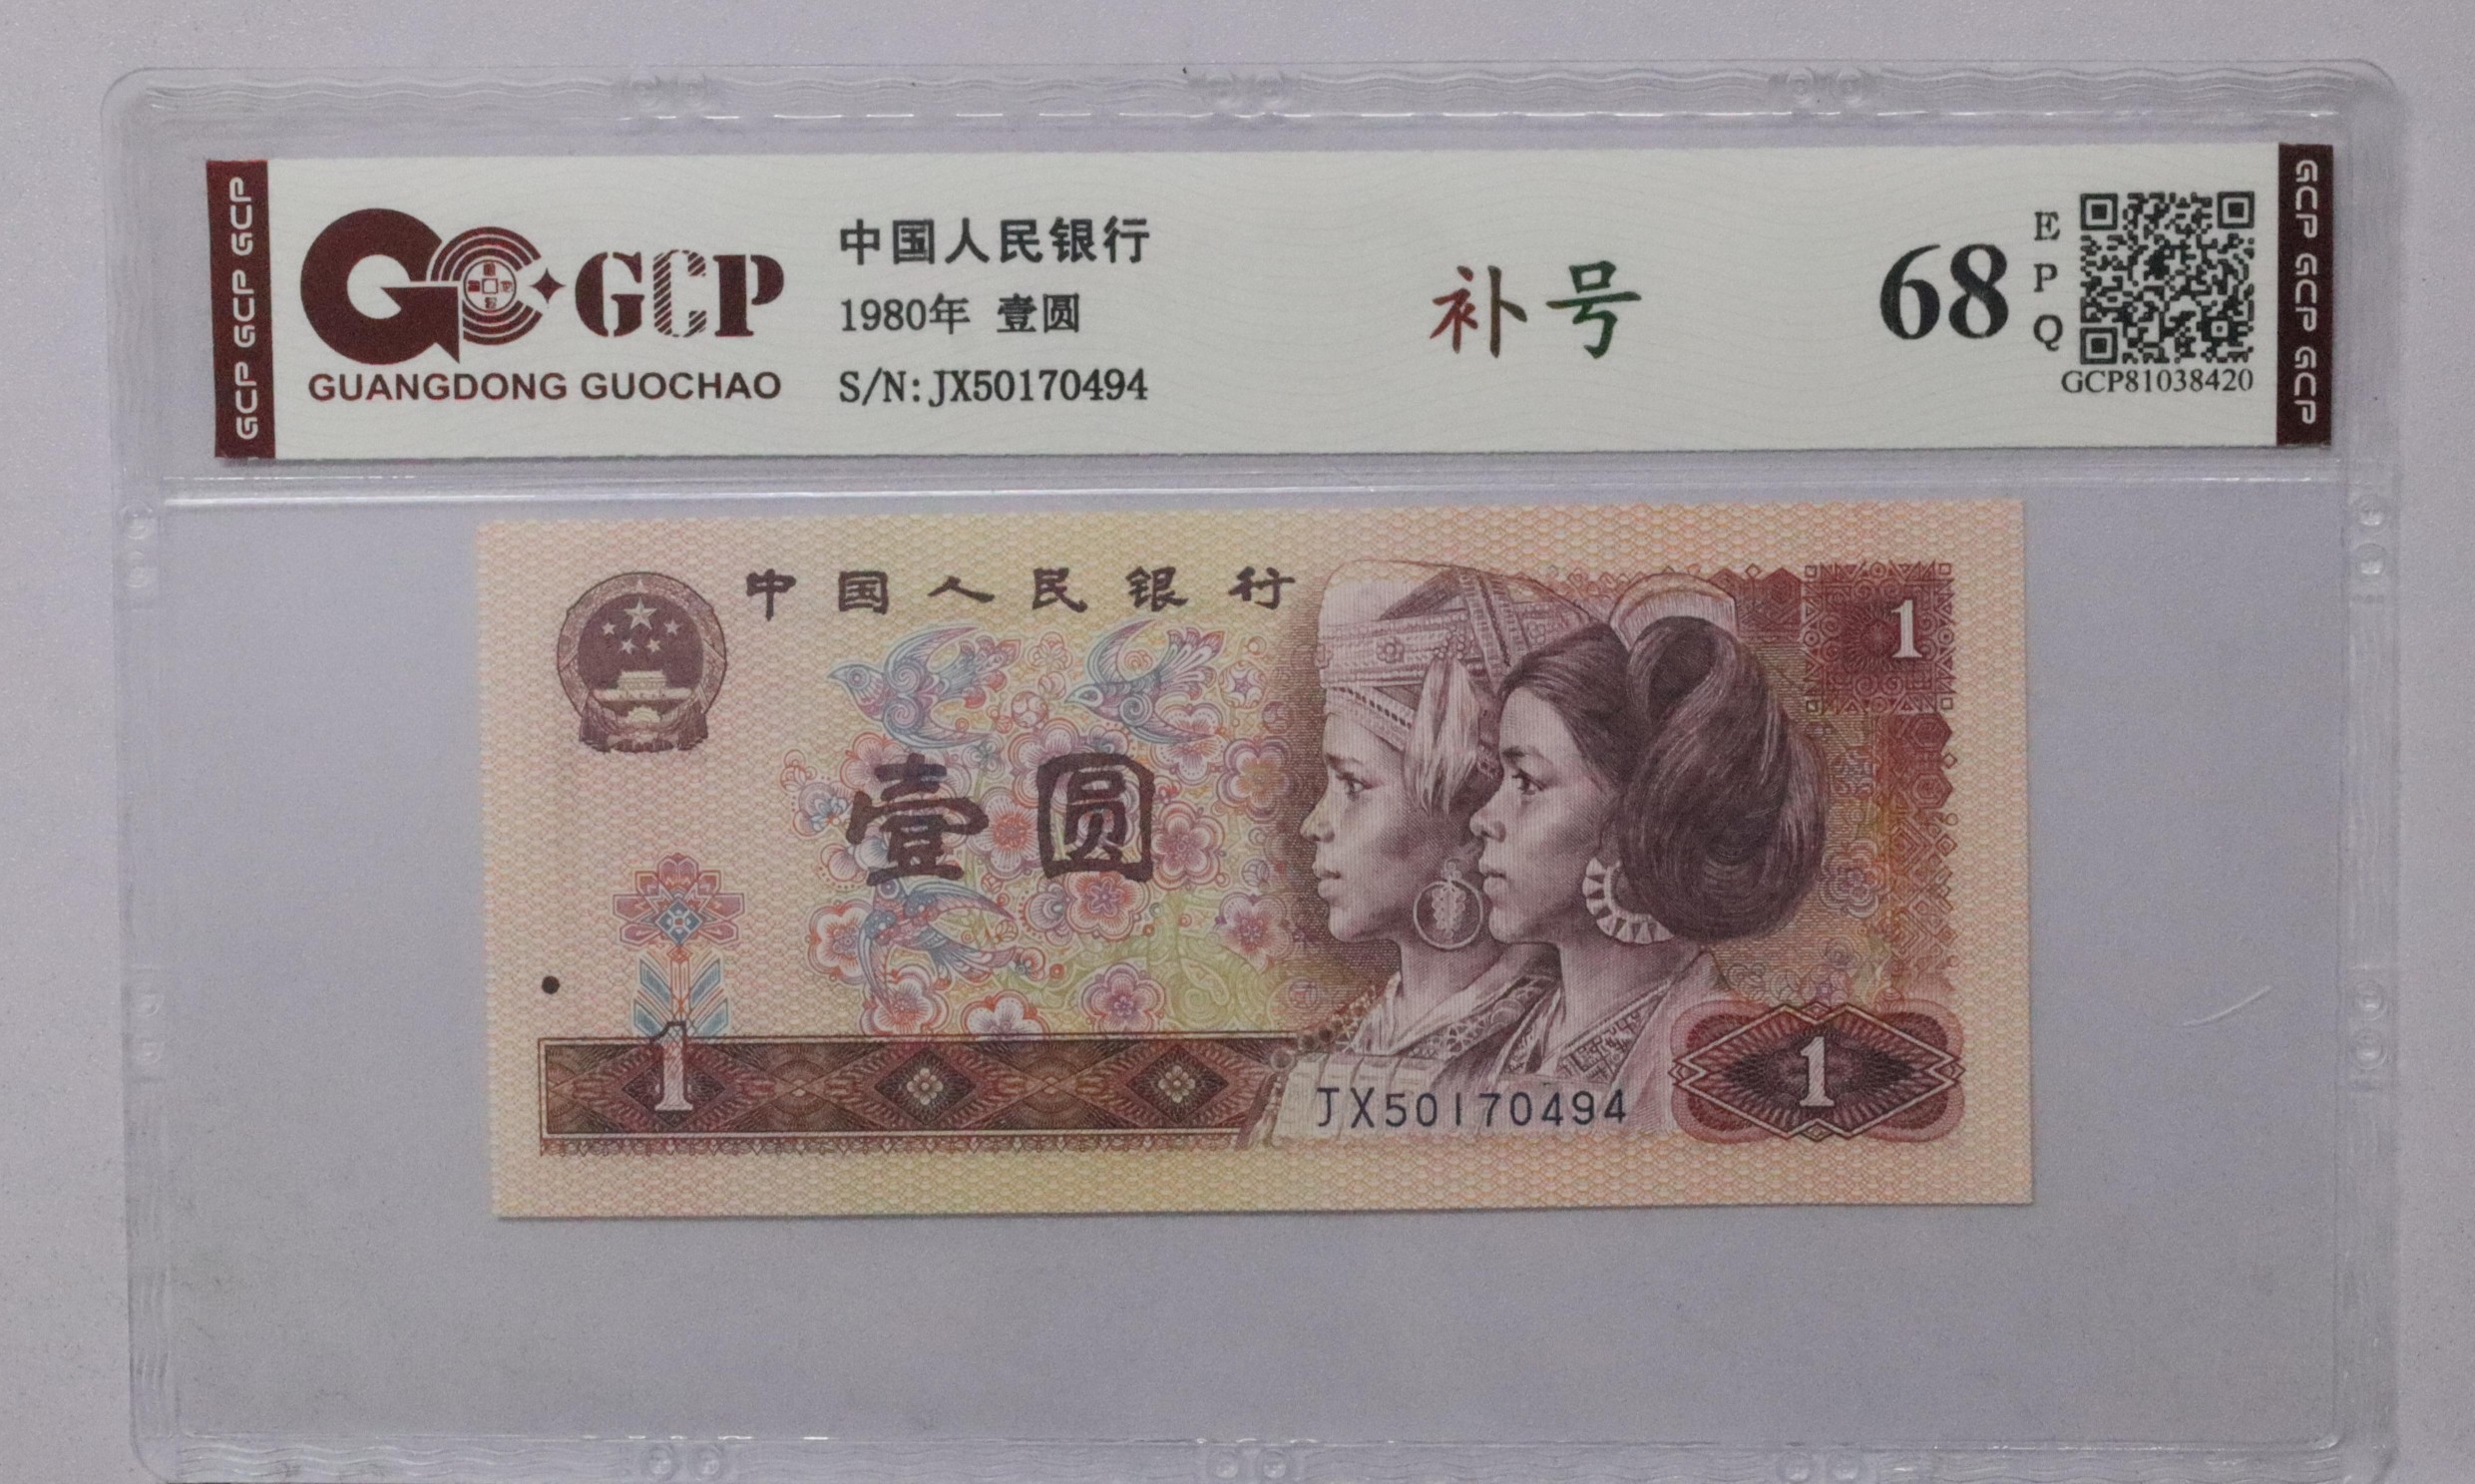 GCP GCP GCP
GCP
GUANGDONG GUOCHAO
中国人民银行
1980年 壹圆
S/N: JX50170494
补号
68
E
P
Q
GCP81038420
GCP GCP GCP
中国人民银行
1
壹圆
1
JX50170494
1